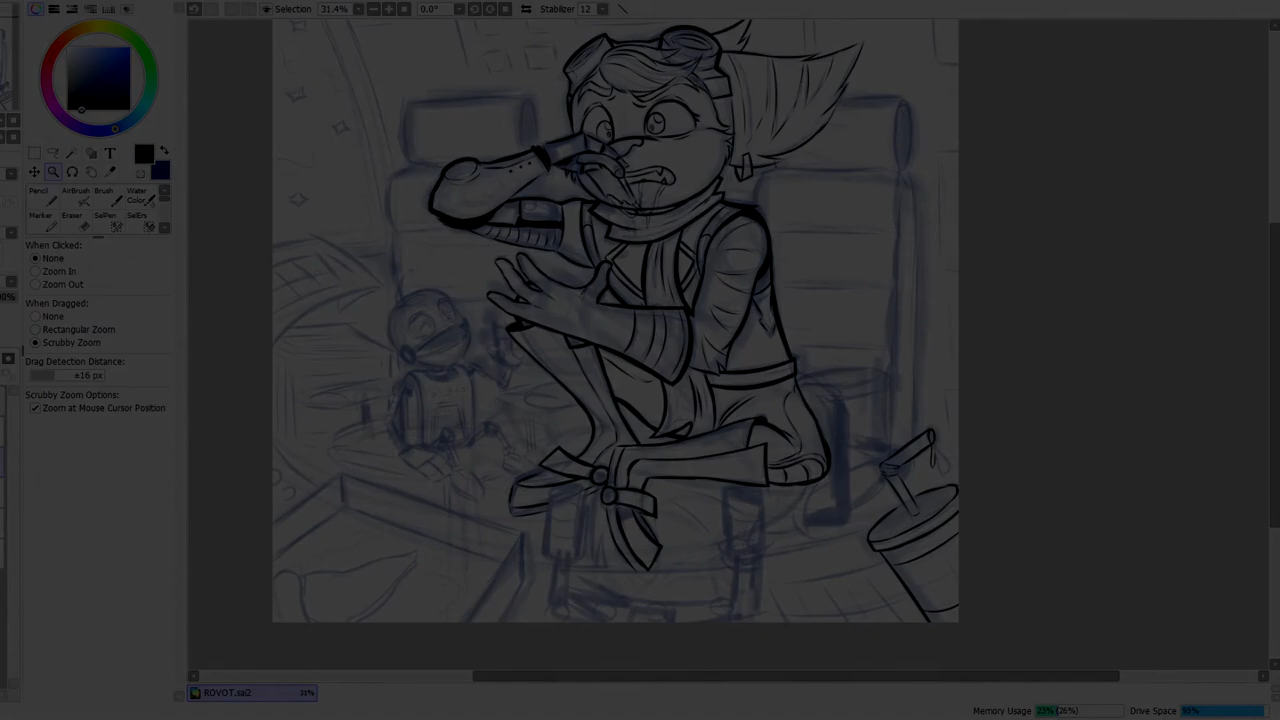 Selection 31.4% 0.0° Stabilizer 12
Pencil AirBrush Brush Water Color
Marker Eraser SelPen SelErs
When Clicked:
None
Zoom In
Zoom Out
When Dragged:
None
Rectangular Zoom
Scrubby Zoom
Drag Detection Distance:
±16 px
Scrubby Zoom Options:
Zoom at Mouse Cursor Position
ROVOT.sai2 31%
Memory Usage 23% (26%) Drive Space 93%